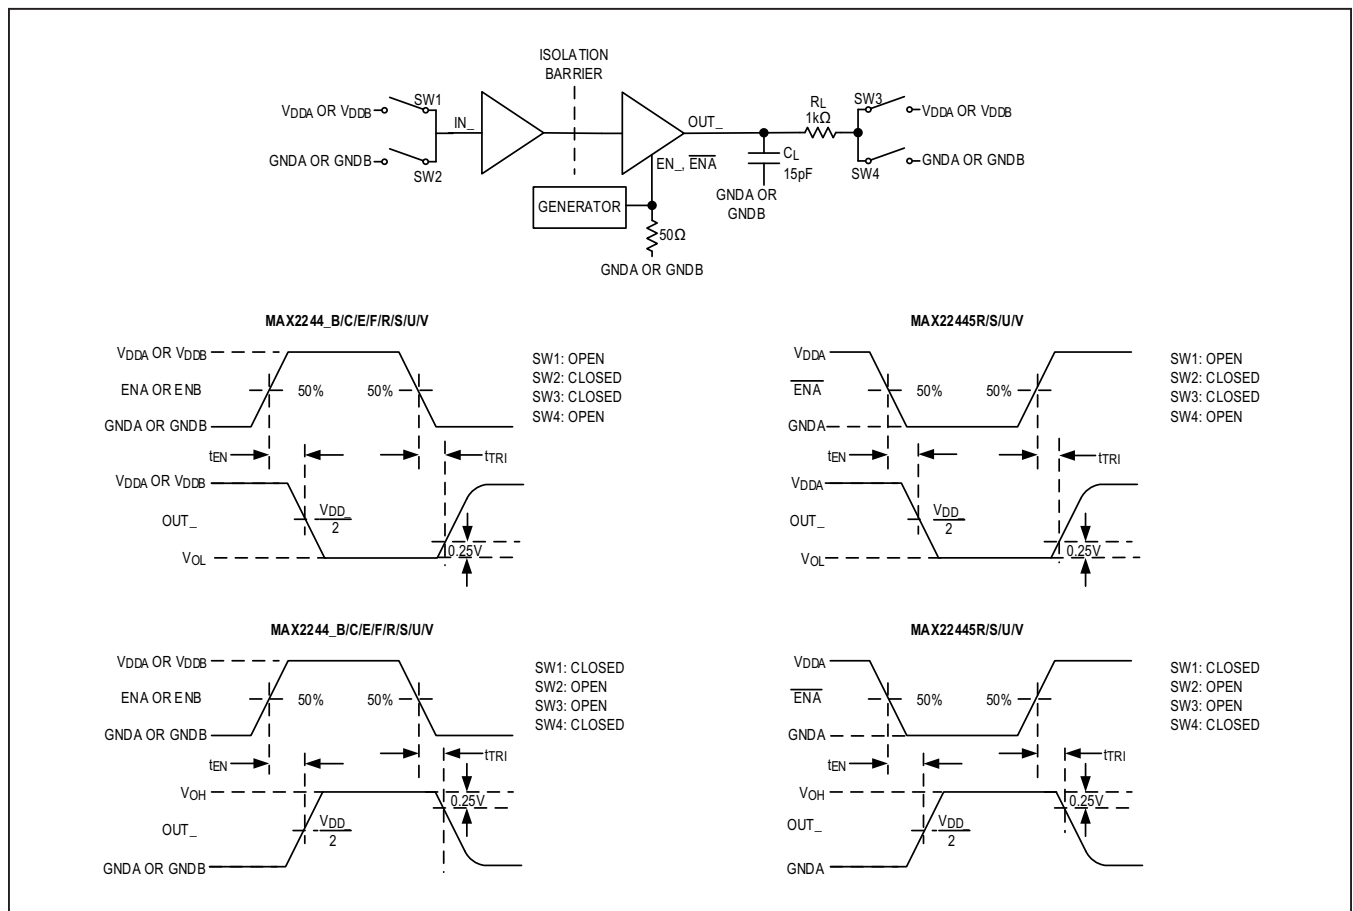 ISOLATION
BARRIER
VDDA OR VDDB
SW1
IN_
GNDA OR GNDB
SW2
OUT_
EN_, ENA
GENERATOR
50Ω
GNDA OR GNDB
CL
15pF
GNDA OR
GNDB
RL
1kΩ
SW3
VDDA OR VDDB
SW4
GNDA OR GNDB
MAX2244_B/C/E/F/R/S/U/V
VDDA OR VDDB
ENA OR ENB
50%
50%
GNDA OR GNDB
tEN
tTRI
VDDA OR VDDB
OUT_
VDD_
2
VOL
0.25V
SW1: OPEN
SW2: CLOSED
SW3: CLOSED
SW4: OPEN
MAX22445R/S/U/V
VDDA
ENA
50%
50%
GNDA
tEN
tTRI
VDDA
OUT_
VDD_
2
VOL
0.25V
SW1: OPEN
SW2: CLOSED
SW3: CLOSED
SW4: OPEN
MAX2244_B/C/E/F/R/S/U/V
VDDA OR VDDB
ENA OR ENB
50%
50%
GNDA OR GNDB
tEN
tTRI
VOH
0.25V
OUT_
VDD_
2
GNDA OR GNDB
SW1: CLOSED
SW2: OPEN
SW3: OPEN
SW4: CLOSED
MAX22445R/S/U/V
VDDA
ENA
50%
50%
GNDA
tEN
tTRI
VOH
0.25V
OUT_
VDD_
2
GNDA
SW1: CLOSED
SW2: OPEN
SW3: OPEN
SW4: CLOSED